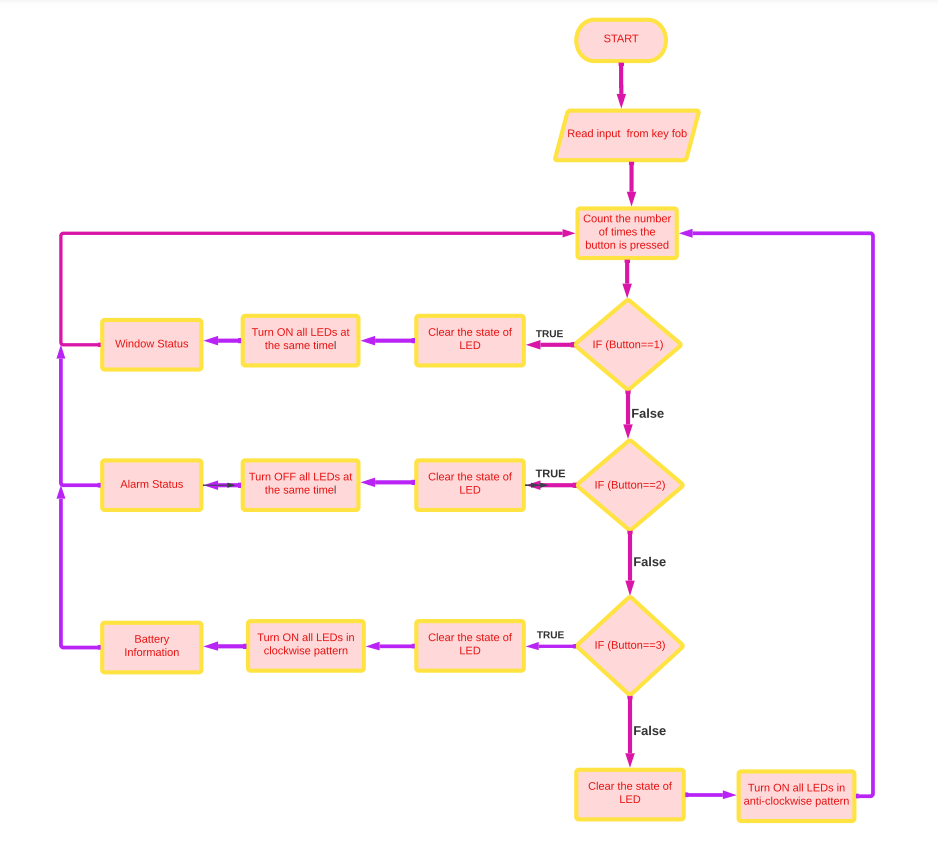 START
Read input from key fob
Count the number
of times the
button is pressed
TRUE
IF (Button==1)
Clear the state of
LED
Turn ON all LEDs at
the same timel
Window Status
False
TRUE
IF (Button==2)
Clear the state of
LED
Turn OFF all LEDs at
the same timel
Alarm Status
False
TRUE
IF (Button==3)
Clear the state of
LED
Turn ON all LEDs in
clockwise pattern
Battery
Information
False
Clear the state of
LED
Turn ON all LEDs in
anti-clockwise pattern